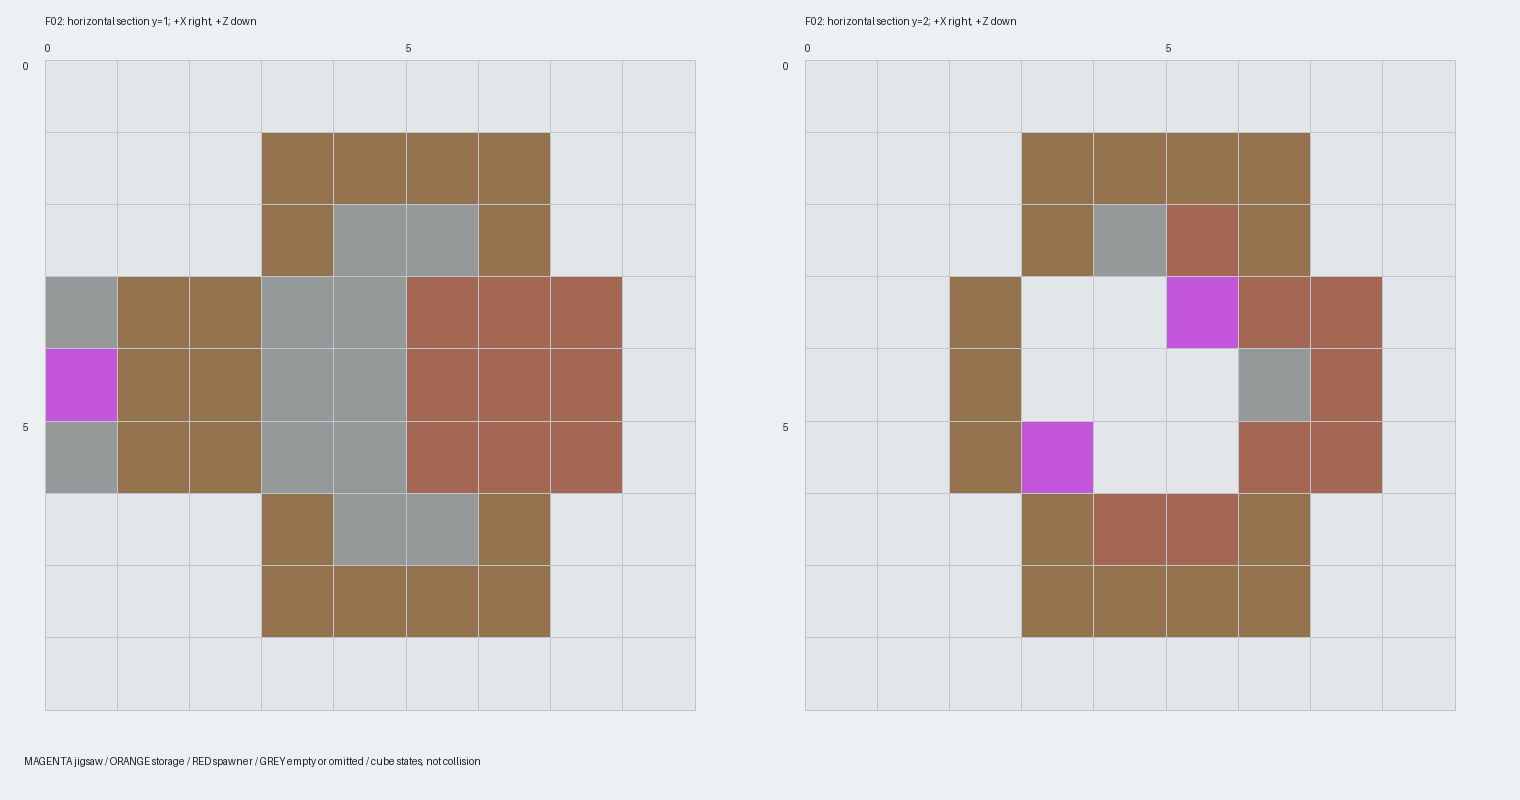 F02: horizontal section y=1; +X right, +Z down
F02: horizontal section y=2; +X right, +Z down
0 5
0 5
0
0
5
5
MAGENTA jigsaw / ORANGE storage / RED spawner / GREY empty or omitted / cube states, not collision